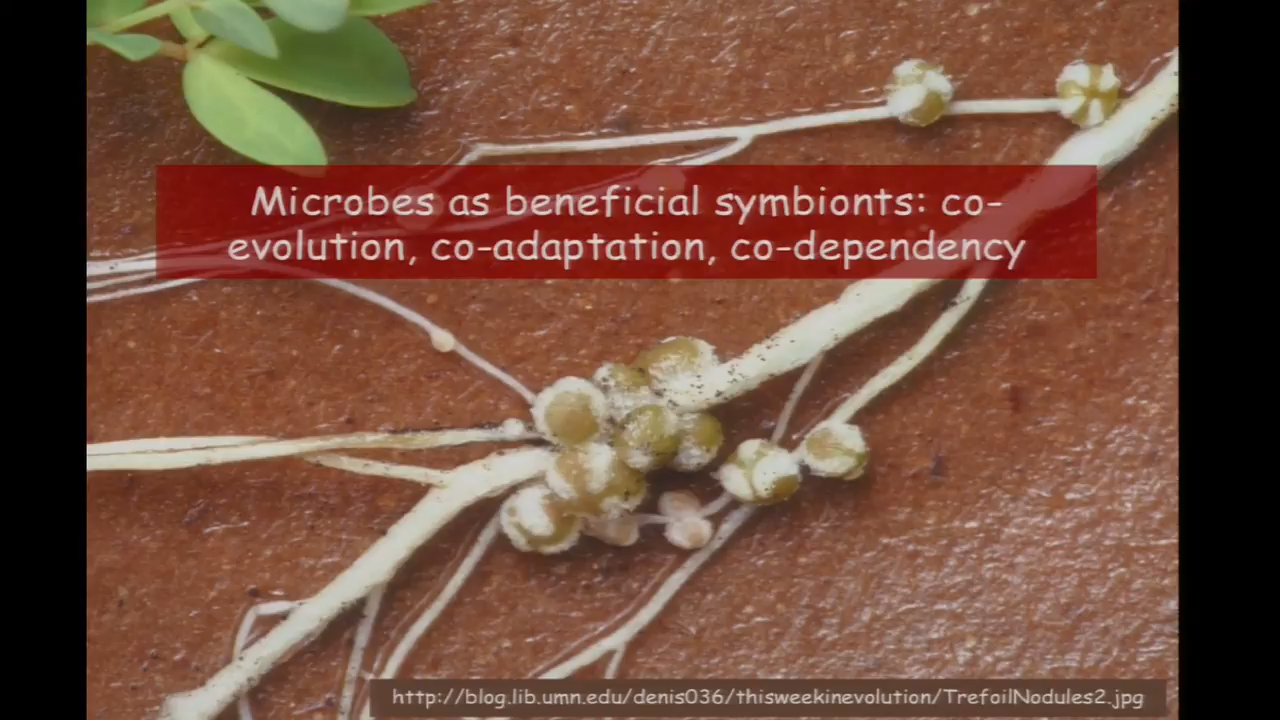 Microbes as beneficial symbionts: co-
evolution, co-adaptation, co-dependency
http://blog.lib.umn.edu/denis036/thisweekinevolution/TrefoilNodules2.jpg